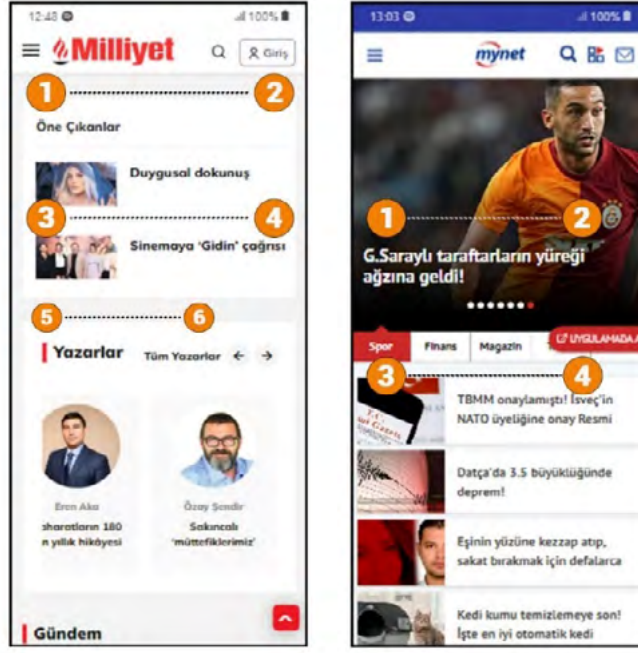 12:48
100%
Milliyet
Giriş
1
2
Öne Çıkanlar
Duygusal dokunuş
3
4
Sinemaya ‘Gidin’ çağrısı
5
6
Yazarlar
Tüm Yazarlar
Eren Aka
sharatların 180
n yıllık hikâyesi
Özay Şendir
Sakıncalı
‘müttefiklerimiz’
Gündem
13:03
100%
mynet
1
2
G.Saraylı taraftarların yüreği
ağzına geldi!
Spor
Finans
Magazin
UYGULAMADA A
3
4
TBMM onaylamıştı! İsveç'in
NATO üyeliğine onay Resmi
Datça'da 3.5 büyüklüğünde
deprem!
Eşinin yüzüne kezzap atıp,
sakat bırakmak için defalarca
Kedi kumu temizlemeye son!
İşte en iyi otomatik kedi